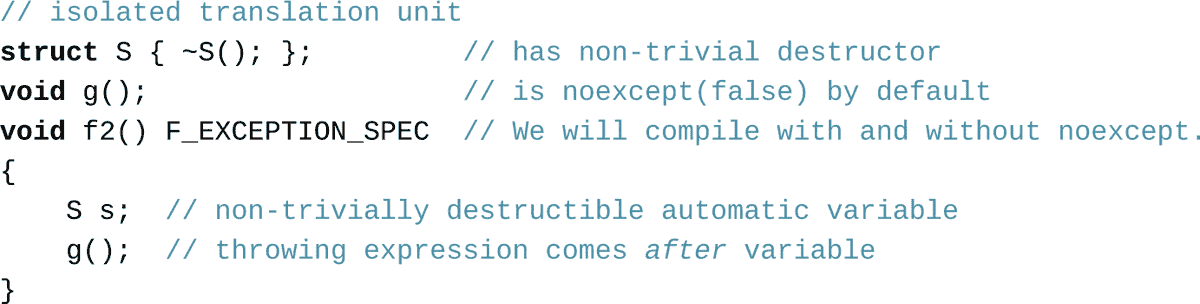 // isolated translation unit
struct S { ~S(); };         // has non-trivial destructor
void g();                   // is noexcept(false) by default
void f2() F_EXCEPTION_SPEC  // We will compile with and without noexcept.
{
    S s;  // non-trivially destructible automatic variable
    g();  // throwing expression comes after variable
}